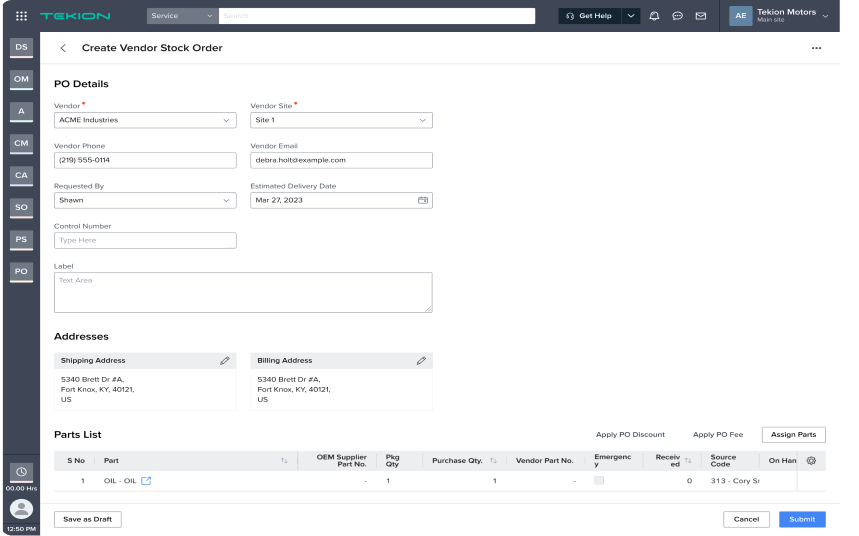 TEKION
Service
Search
Get Help
AE
Tekion Motors
Main site
DS
OM
A
CM
CA
SO
PS
PO
00.00 Hrs
12:50 PM
Create Vendor Stock Order
PO Details
Vendor *
Vendor Site *
ACME Industries
Site 1
Vendor Phone
Vendor Email
(219) 555-0114
debra.holt@example.com
Requested By
Estimated Delivery Date
Shawn
Mar 27, 2023
Control Number
Type Here
Label
Text Area
Addresses
Shipping Address
Billing Address
5340 Brett Dr #A,
Fort Knox, KY, 40121,
US
5340 Brett Dr #A,
Fort Knox, KY, 40121,
US
Parts List
Apply PO Discount
Apply PO Fee
Assign Parts
S No
Part
OEM Supplier
Part No.
Pkg
Qty
Purchase Qty.
Vendor Part No.
Emergenc
y
Receiv
ed
Source
Code
On Han
1
OIL - OIL
-
1
1
-
0
313 - Cory Sr
Save as Draft
Cancel
Submit